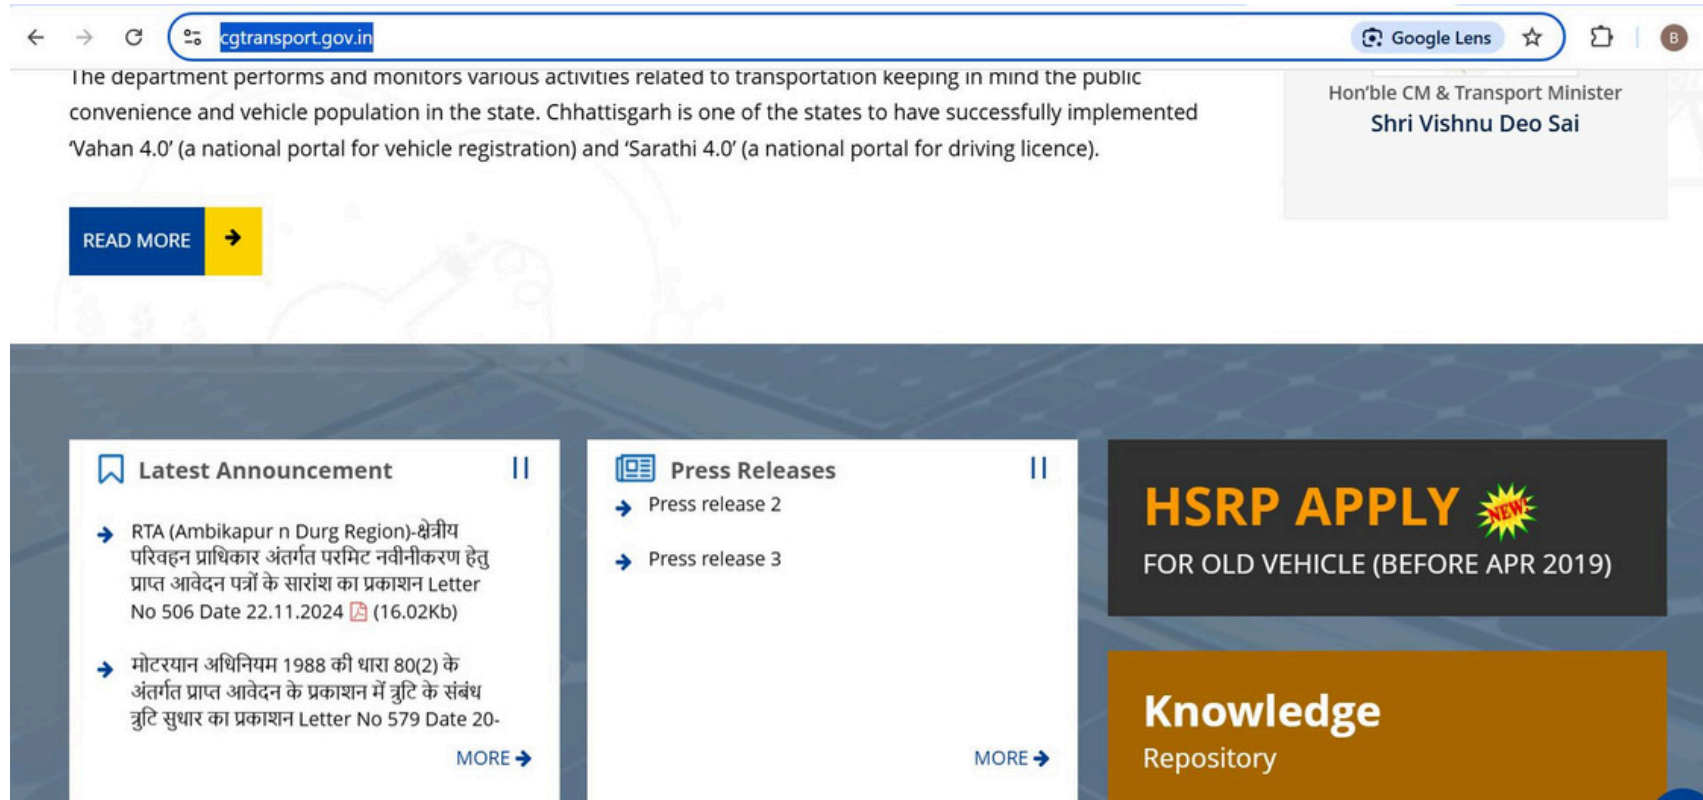 cgtransport.gov.in
Google Lens
B
The department performs and monitors various activities related to transportation keeping in mind the public
convenience and vehicle population in the state. Chhattisgarh is one of the states to have successfully implemented
‘Vahan 4.0’ (a national portal for vehicle registration) and ‘Sarathi 4.0’ (a national portal for driving licence).
READ MORE
Hon’ble CM & Transport Minister
Shri Vishnu Deo Sai
Latest Announcement
RTA (Ambikapur n Durg Region)-क्षेत्रीय
परिवहन प्राधिकार अंतर्गत परमिट नवीनीकरण हेतु
प्राप्त आवेदन पत्रों के सारांश का प्रकाशन Letter
No 506 Date 22.11.2024 (16.02Kb)
मोटरयान अधिनियम 1988 की धारा 80(2) के
अंतर्गत प्राप्त आवेदन के प्रकाशन में त्रुटि के संबंध
त्रुटि सुधार का प्रकाशन Letter No 579 Date 20-
MORE
Press Releases
Press release 2
Press release 3
MORE
HSRP APPLY NEW!
FOR OLD VEHICLE (BEFORE APR 2019)
Knowledge
Repository